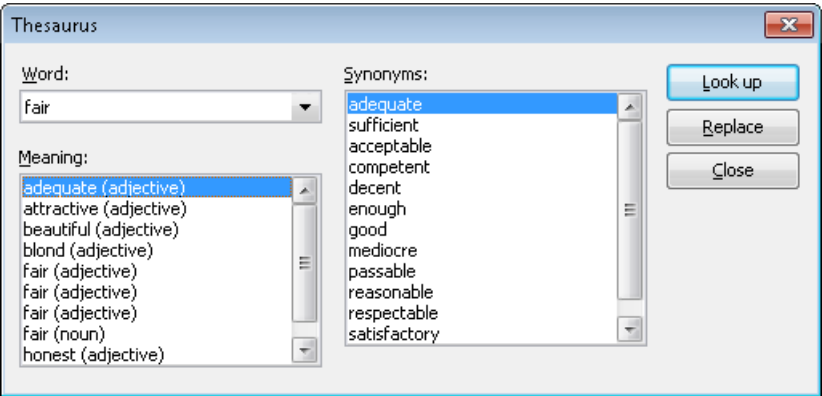 Thesaurus
Word:
fair
Meaning:
adequate (adjective)
attractive (adjective)
beautiful (adjective)
blond (adjective)
fair (adjective)
fair (adjective)
fair (adjective)
fair (noun)
honest (adjective)
Synonyms:
adequate
sufficient
acceptable
competent
decent
enough
good
mediocre
passable
reasonable
respectable
satisfactory
Look up
Replace
Close